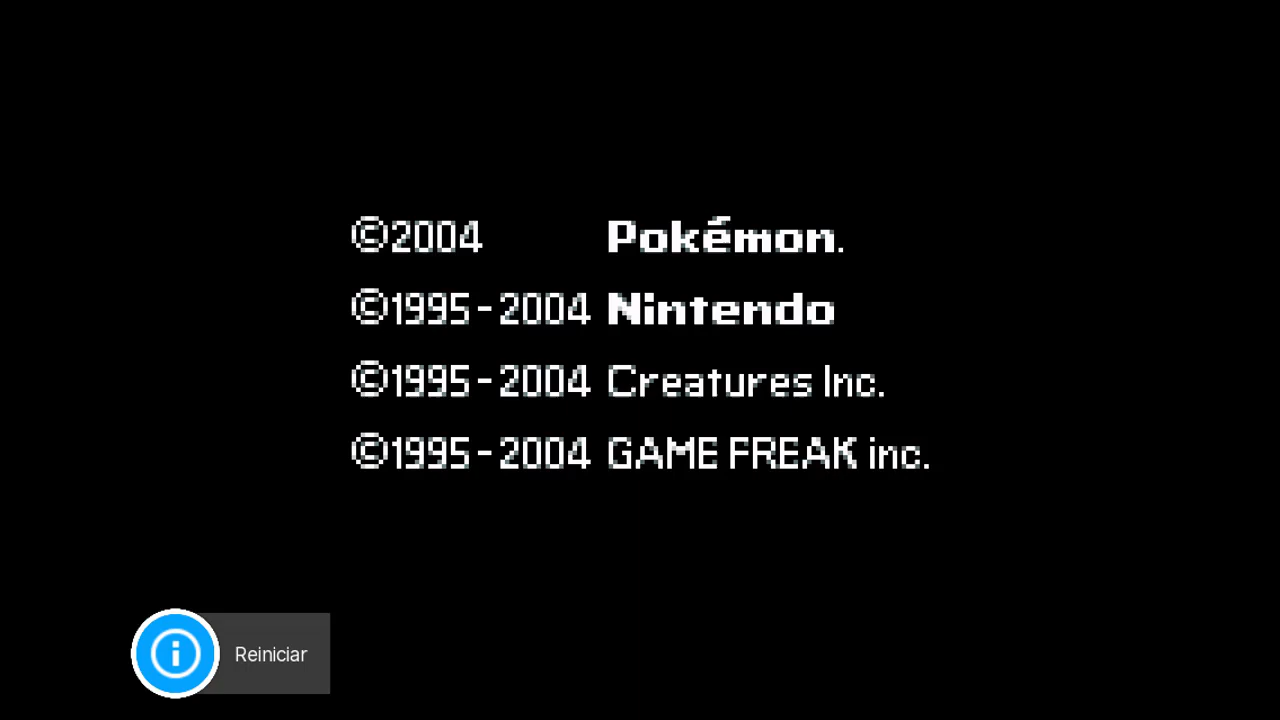 ©2004 Pokémon.
©1995-2004 Nintendo
©1995-2004 Creatures Inc.
©1995-2004 GAME FREAK inc.
Reiniciar